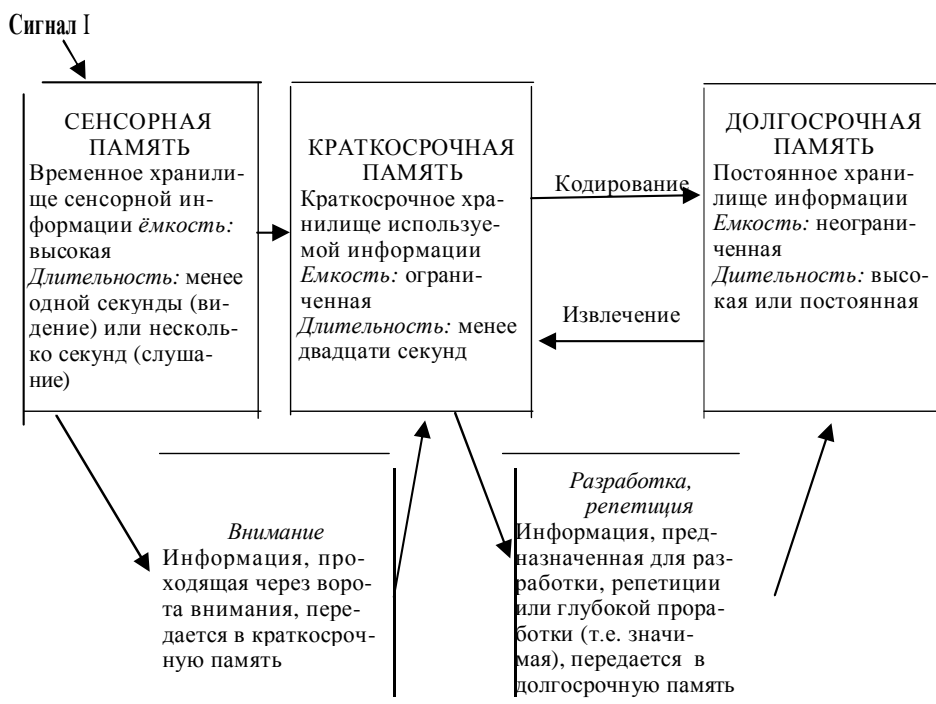 Сигнал I
СЕНСОРНАЯ
ПАМЯТЬ
Временное хранили-
ще сенсорной ин-
формации ёмкость:
высокая
Длительность: менее
одной секунды (ви-
дение) или несколь-
ко секунд (слуша-
ние)
КРАТКОСРОЧНАЯ
ПАМЯТЬ
Краткосрочное хра-
нилище используе-
мой информации
Емкость: ограни-
ченная
Длительность: менее
двадцати секунд
Кодирование
Извлечение
ДОЛГОСРОЧНАЯ
ПАМЯТЬ
Постоянное храни-
лище информации
Емкость: неограни-
ченная
Дштельность: высо-
кая или постоянная
Внимание
Информация, про-
ходящая через воро-
та внимания, пере-
дается в краткосроч-
ную память
Разработка,
репетиция
Информация, пред-
назначенная для раз-
работки, репетиции
или глубокой прора-
ботки (т.е. значи-
мая), передается в
долгосрочную память